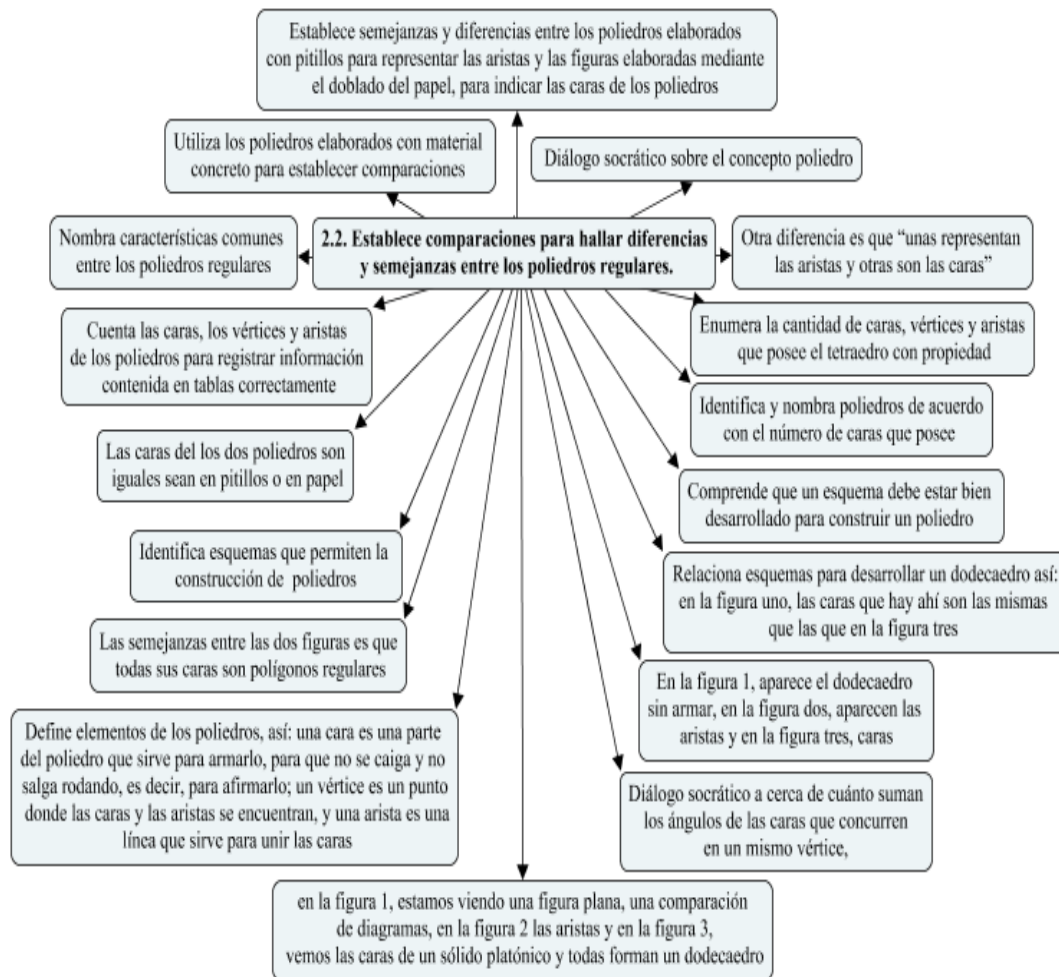 Establece semejanzas y diferencias entre los poliedros elaborados
con pitillos para representar las aristas y las figuras elaboradas mediante
el doblado del papel, para indicar las caras de los poliedros
Utiliza los poliedros elaborados con material
concreto para establecer comparaciones
Diálogo socrático sobre el concepto poliedro
Nombra características comunes
entre los poliedros regulares
2.2. Establece comparaciones para hallar diferencias
y semejanzas entre los poliedros regulares.
Otra diferencia es que “unas representan
las aristas y otras son las caras”
Cuenta las caras, los vértices y aristas
de los poliedros para registrar información
contenida en tablas correctamente
Enumera la cantidad de caras, vértices y aristas
que posee el tetraedro con propiedad
Identifica y nombra poliedros de acuerdo
con el número de caras que posee
Las caras del los dos poliedros son
iguales sean en pitillos o en papel
Comprende que un esquema debe estar bien
desarrollado para construir un poliedro
Identifica esquemas que permiten la
construcción de poliedros
Relaciona esquemas para desarrollar un dodecaedro así:
en la figura uno, las caras que hay ahí son las mismas
que las que en la figura tres
Las semejanzas entre las dos figuras es que
todas sus caras son polígonos regulares
En la figura 1, aparece el dodecaedro
sin armar, en la figura dos, aparecen las
aristas y en la figura tres, caras
Define elementos de los poliedros, así: una cara es una parte
del poliedro que sirve para armarlo, para que no se caiga y no
salga rodando, es decir, para afirmarlo; un vértice es un punto
donde las caras y las aristas se encuentran, y una arista es una
línea que sirve para unir las caras
Diálogo socrático a cerca de cuánto suman
los ángulos de las caras que concurren
en un mismo vértice,
en la figura 1, estamos viendo una figura plana, una comparación
de diagramas, en la figura 2 las aristas y en la figura 3,
vemos las caras de un sólido platónico y todas forman un dodecaedro